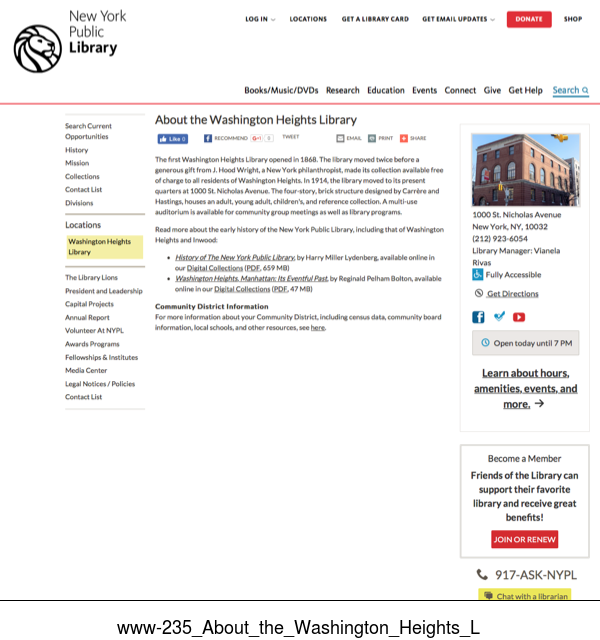 New York
Public
Library
LOG IN
LOCATIONS
GET A LIBRARY CARD
GET EMAIL UPDATES
DONATE
SHOP
Books/Music/DVDs Research Education Events Connect Give Get Help Search
Search Current
Opportunities
History
Mission
Collections
Contact List
Divisions
Locations
Washington Heights
Library
The Library Lions
President and Leadership
Capital Projects
Annual Report
Volunteer At NYPL
Awards Programs
Fellowships & Institutes
Media Center
Legal Notices / Policies
Contact List
About the Washington Heights Library
Like 0
RECOMMEND
G+1 0
TWEET
EMAIL
PRINT
SHARE
The first Washington Heights Library opened in 1868. The library moved twice before a
generous gift from J. Hood Wright, a New York philanthropist, made its collection available free
of charge to all residents of Washington Heights. In 1914, the library moved to its present
quarters at 1000 St. Nicholas Avenue. The four-story, brick structure designed by Carrère and
Hastings, houses an adult, young adult, children's, and reference collection. A multi-use
auditorium is available for community group meetings as well as library programs.
Read more about the early history of the New York Public Library, including that of Washington
Heights and Inwood:
• History of The New York Public Library, by Harry Miller Lydenberg, available online in
our Digital Collections (PDF, 659 MB)
• Washington Heights, Manhattan: Its Eventful Past, by Reginald Pelham Bolton, available
online in our Digital Collections (PDF, 47 MB)
Community District Information
For more information about your Community District, including census data, community board
information, local schools, and other resources, see here.
1000 St. Nicholas Avenue
New York, NY, 10032
(212) 923-6054
Library Manager: Vianela
Rivas
Fully Accessible
Get Directions
Open today until 7 PM
Learn about hours,
amenities, events, and
more. →
Become a Member
Friends of the Library can
support their favorite
library and receive great
benefits!
JOIN OR RENEW
917-ASK-NYPL
Chat with a librarian
www-235_About_the_Washington_Heights_L